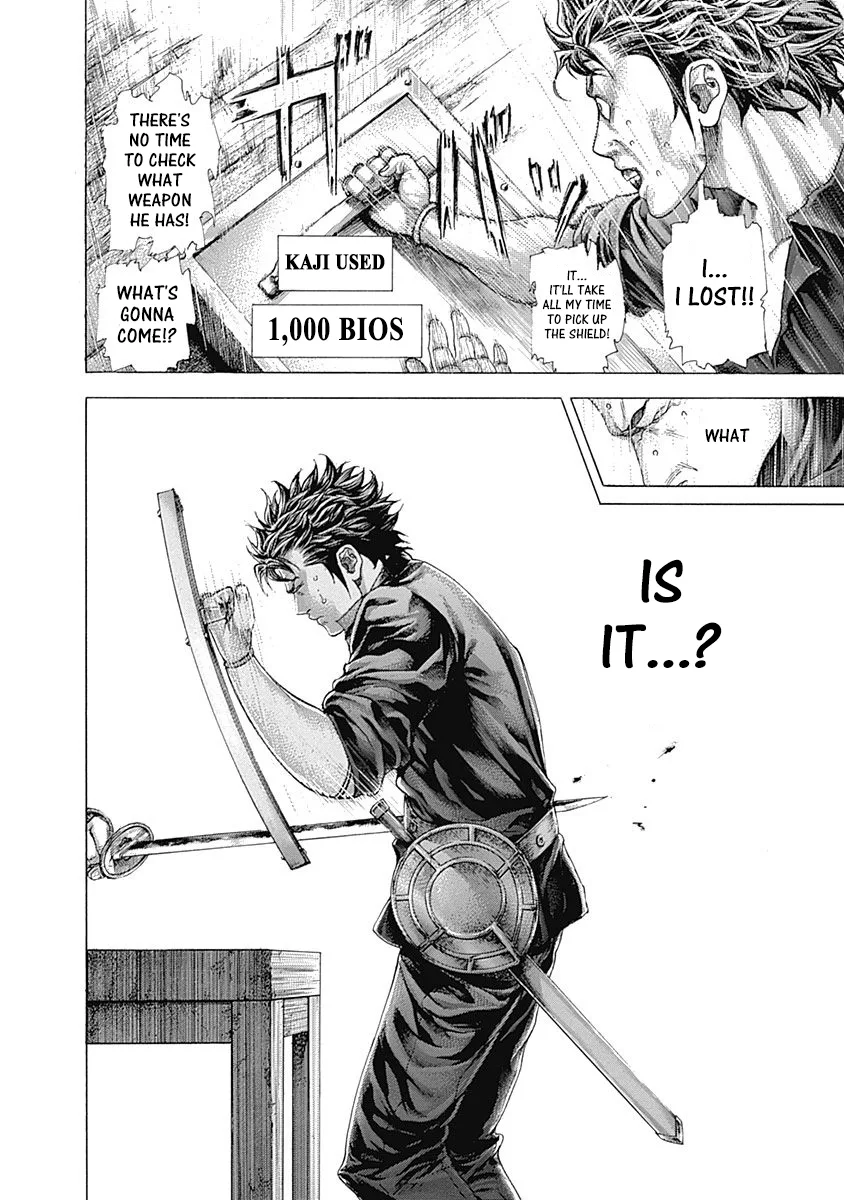 I...
I LOST!!
IT...
IT'LL TAKE
ALL MY TIME
TO PICK UP
THE SHIELD!
KAJI USED
1,000 BIOS
THERE'S
NO TIME
TO CHECK
WHAT
WEAPON
HE HAS!
WHAT'S
GONNA
COME!?
WHAT
IS
IT...?